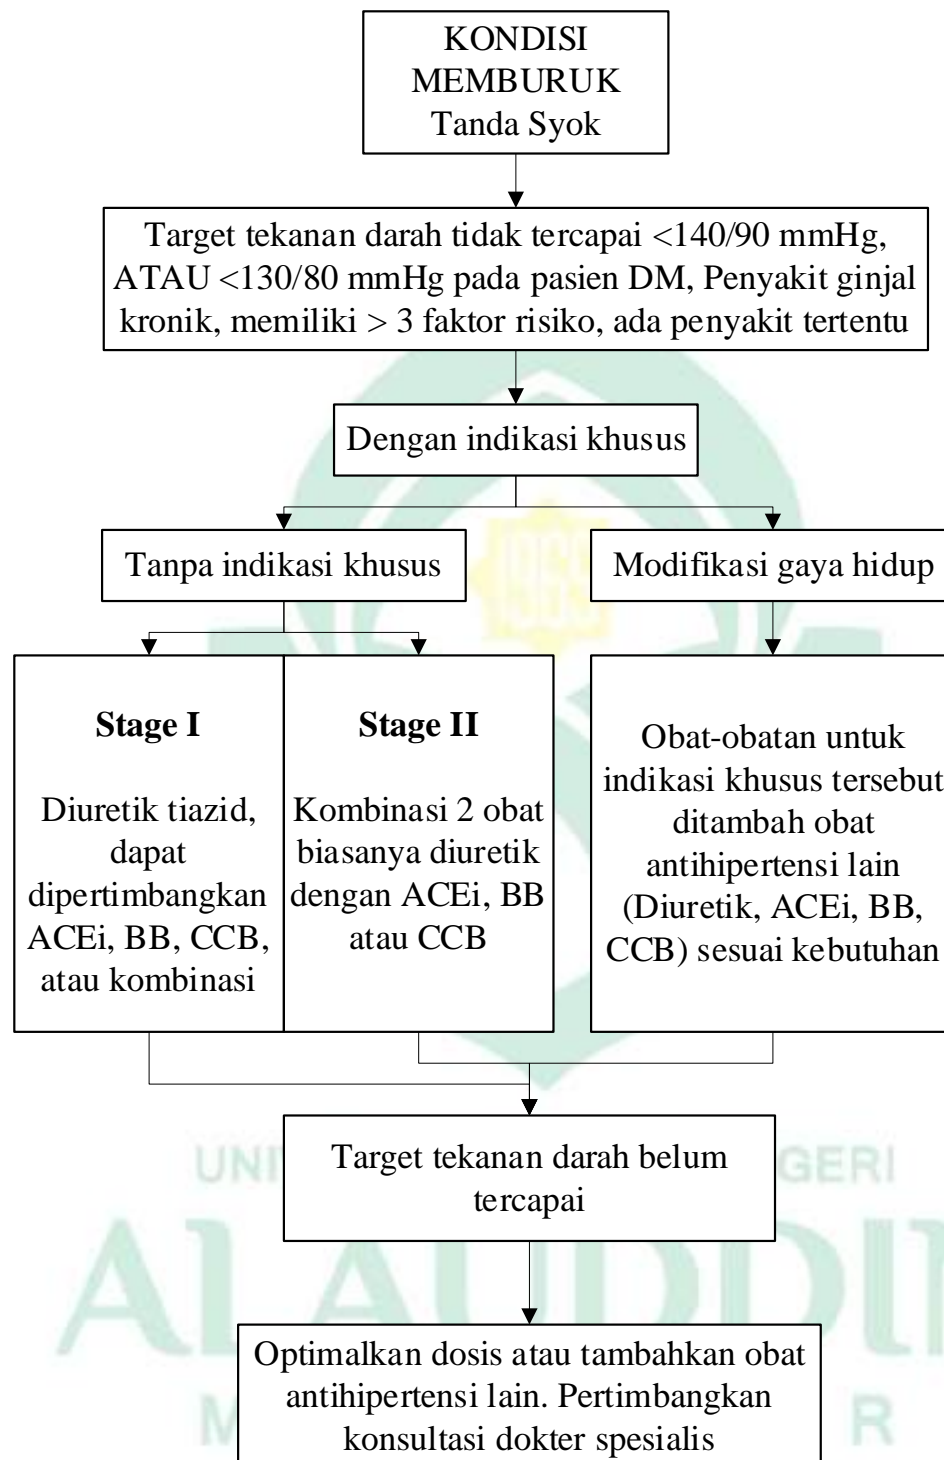 KONDISI
MEMBURUK
Tanda Syok
Target tekanan darah tidak tercapai <140/90 mmHg,
ATAU <130/80 mmHg pada pasien DM, Penyakit ginjal
kronik, memiliki > 3 faktor risiko, ada penyakit tertentu
Dengan indikasi khusus
Tanpa indikasi khusus
Modifikasi gaya hidup
1965
Stage I
Diuretik tiazid,
dapat
dipertimbangkan
ACEi, BB, CCB,
atau kombinasi
Stage II
Kombinasi 2 obat
biasanya diuretik
dengan ACEi, BB
atau CCB
Obat-obatan untuk
indikasi khusus tersebut
ditambah obat
antihipertensi lain
(Diuretik, ACEi, BB,
CCB) sesuai kebutuhan
Target tekanan darah belum
tercapai
ALAUDDIN
Optimalkan dosis atau tambahkan obat
antihipertensi lain. Pertimbangkan
konsultasi dokter spesialis